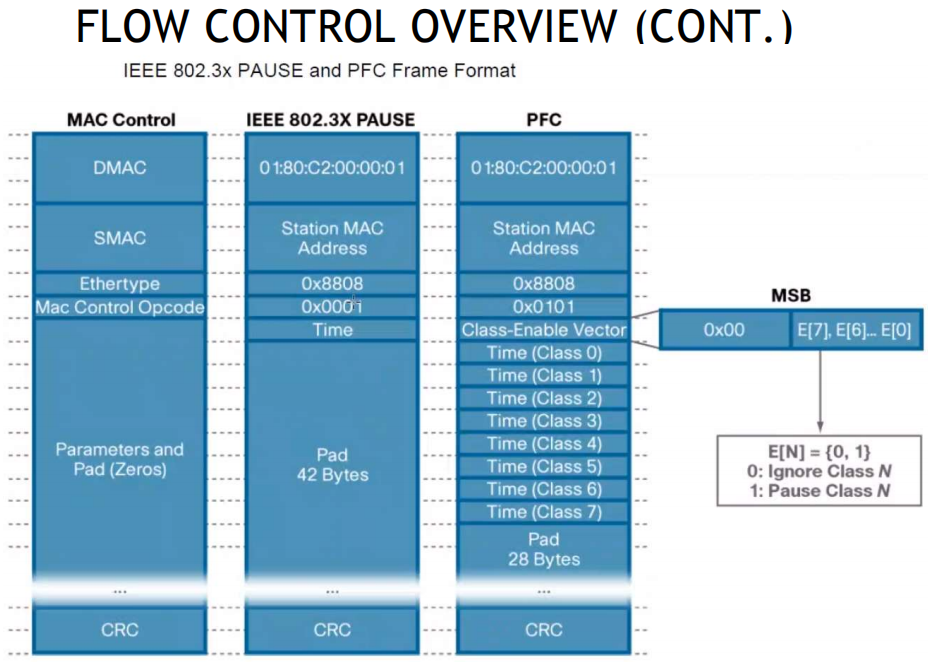 FLOW CONTROL OVERVIEW (CONT.)
IEEE 802.3x PAUSE and PFC Frame Format
MAC Control
DMAC
SMAC
Ethertype
Mac Control Opcode
Parameters and
Pad (Zeros)
...
CRC
IEEE 802.3X PAUSE
01:80:C2:00:00:01
Station MAC
Address
0x8808
0x0001
Time
Pad
42 Bytes
...
CRC
PFC
01:80:C2:00:00:01
Station MAC
Address
0x8808
0x0101
Class-Enable Vector
Time (Class 0)
Time (Class 1)
Time (Class 2)
Time (Class 3)
Time (Class 4)
Time (Class 5)
Time (Class 6)
Time (Class 7)
Pad
28 Bytes
...
CRC
MSB
0x00
E[7], E[6]... E[0]
E[N] = {0, 1}
0: Ignore Class N
1: Pause Class N